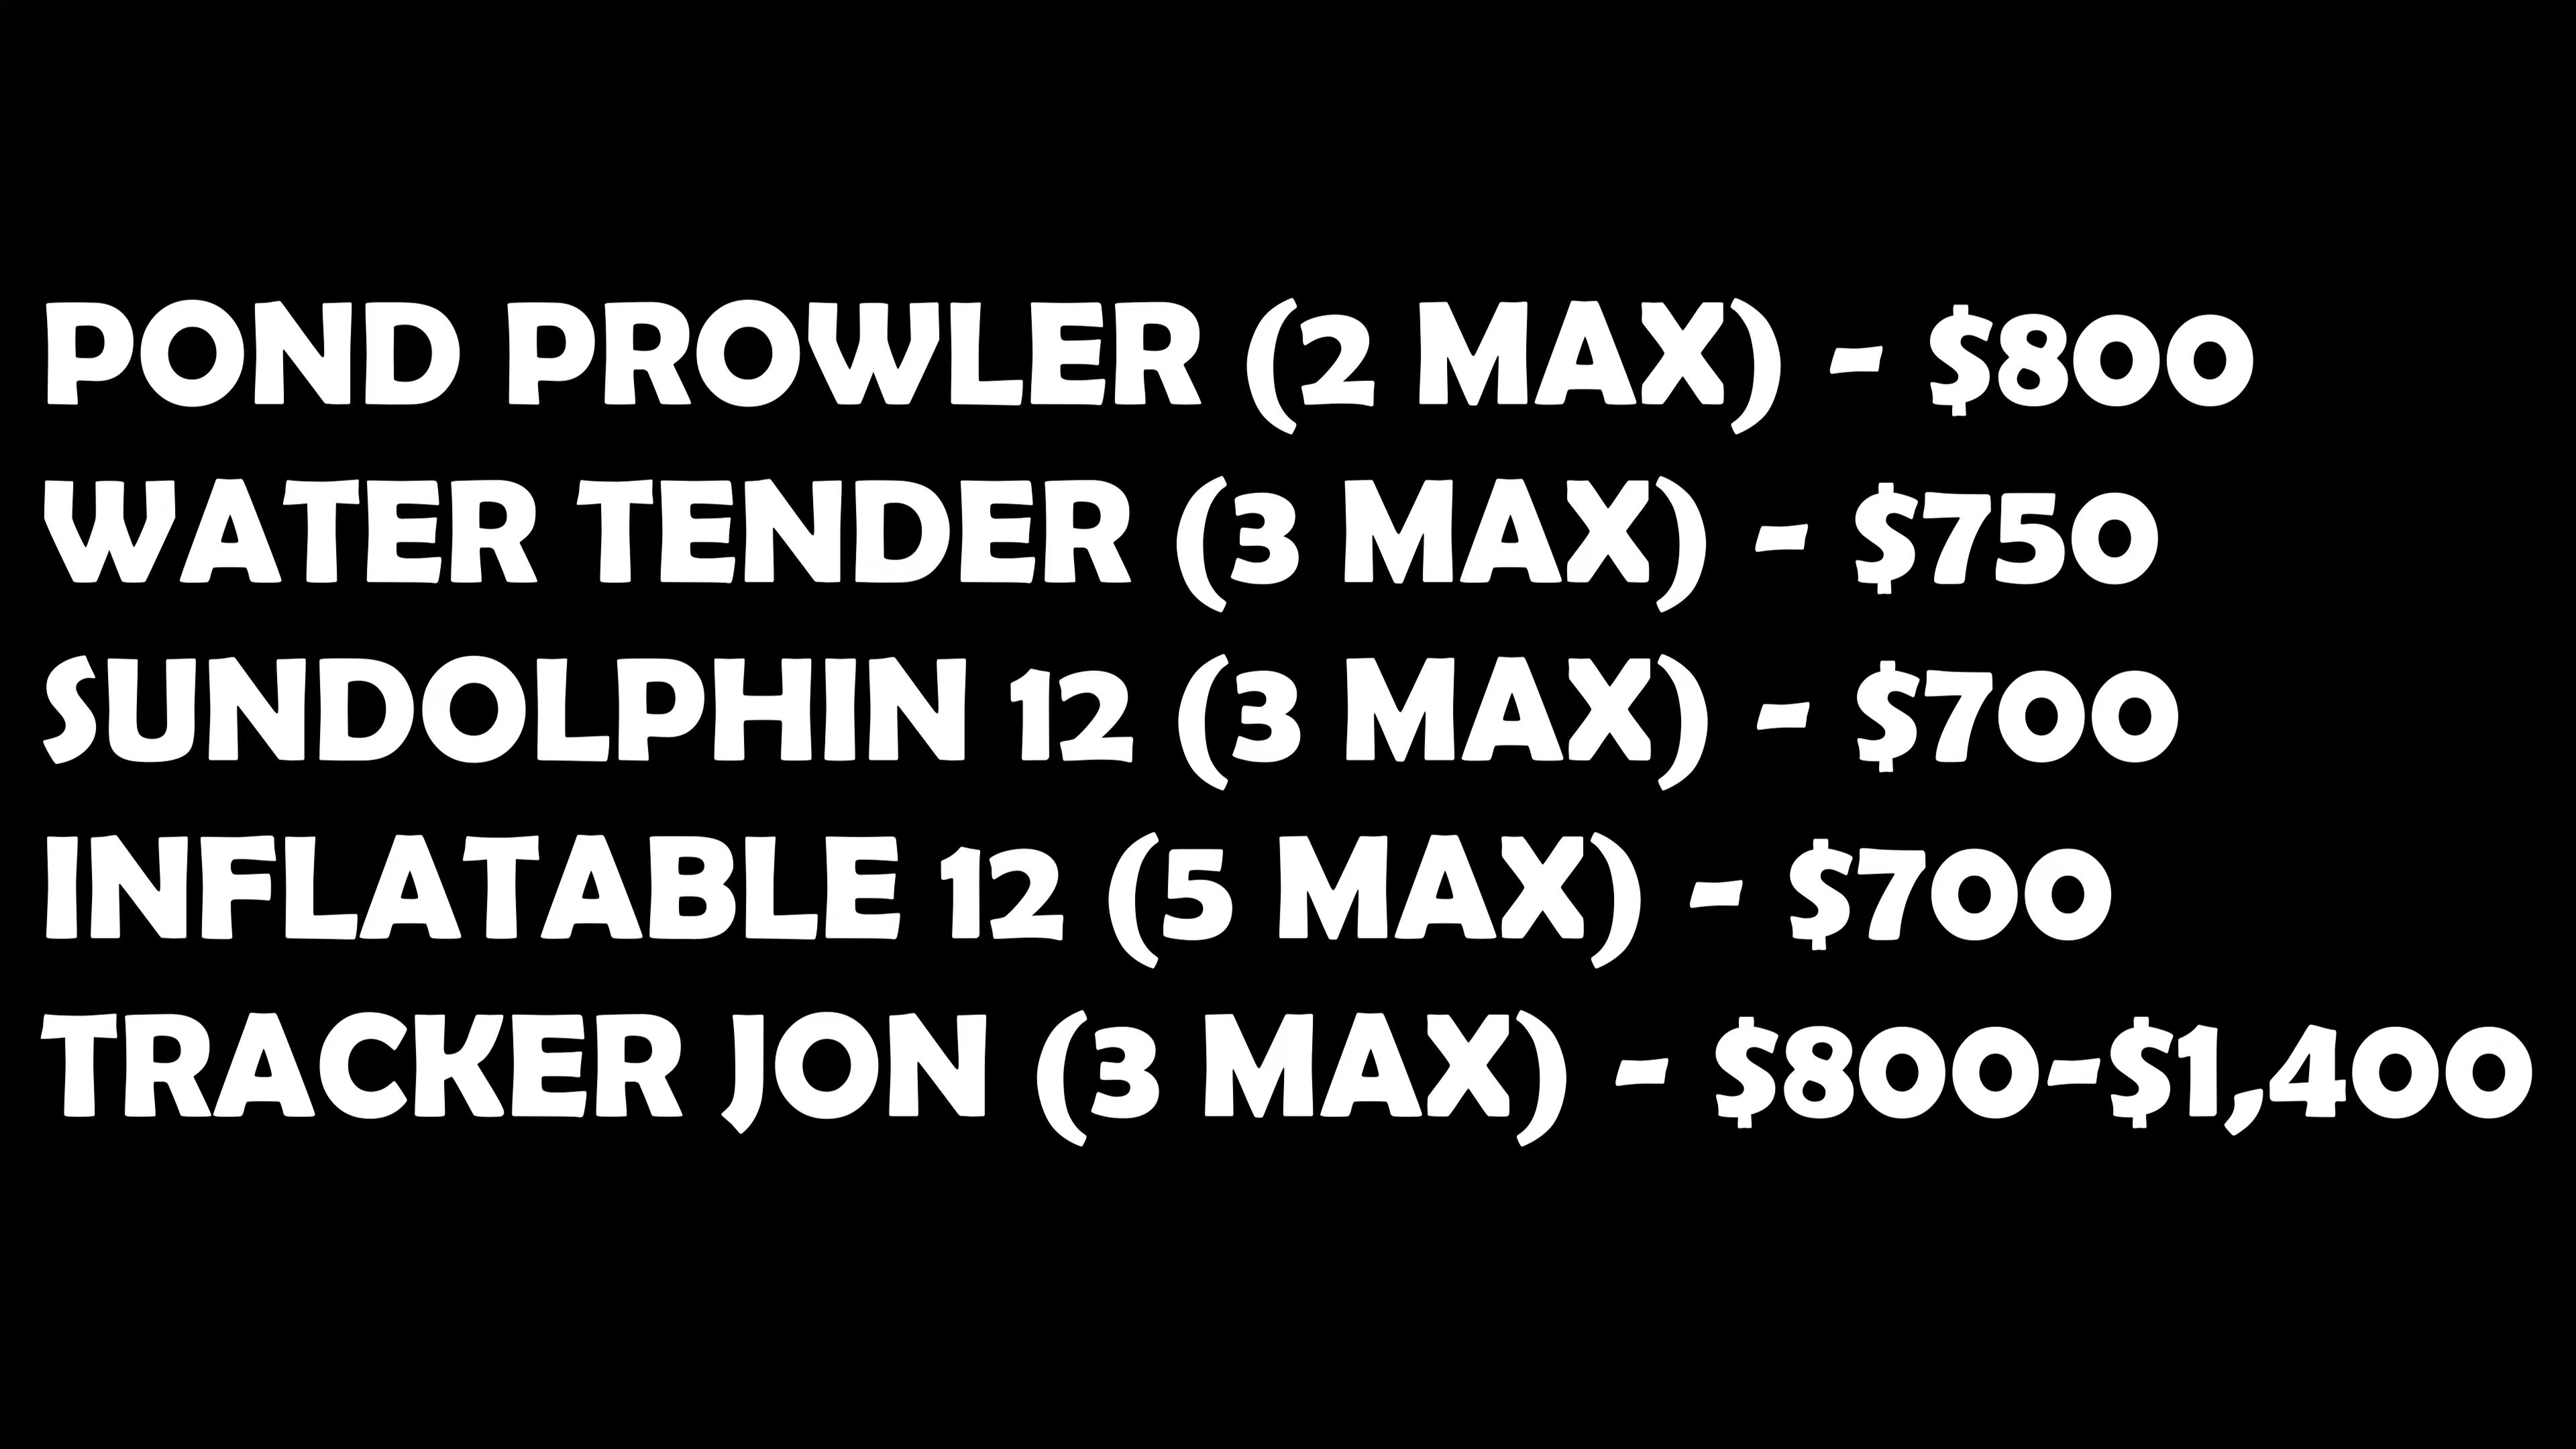 POND PROWLER (2 MAX) - $800
WATER TENDER (3 MAX) - $750
SUNDOLPHIN 12 (3 MAX) - $700
INFLATABLE 12 (5 MAX) - $700
TRACKER JON (3 MAX) - $800-$1,400